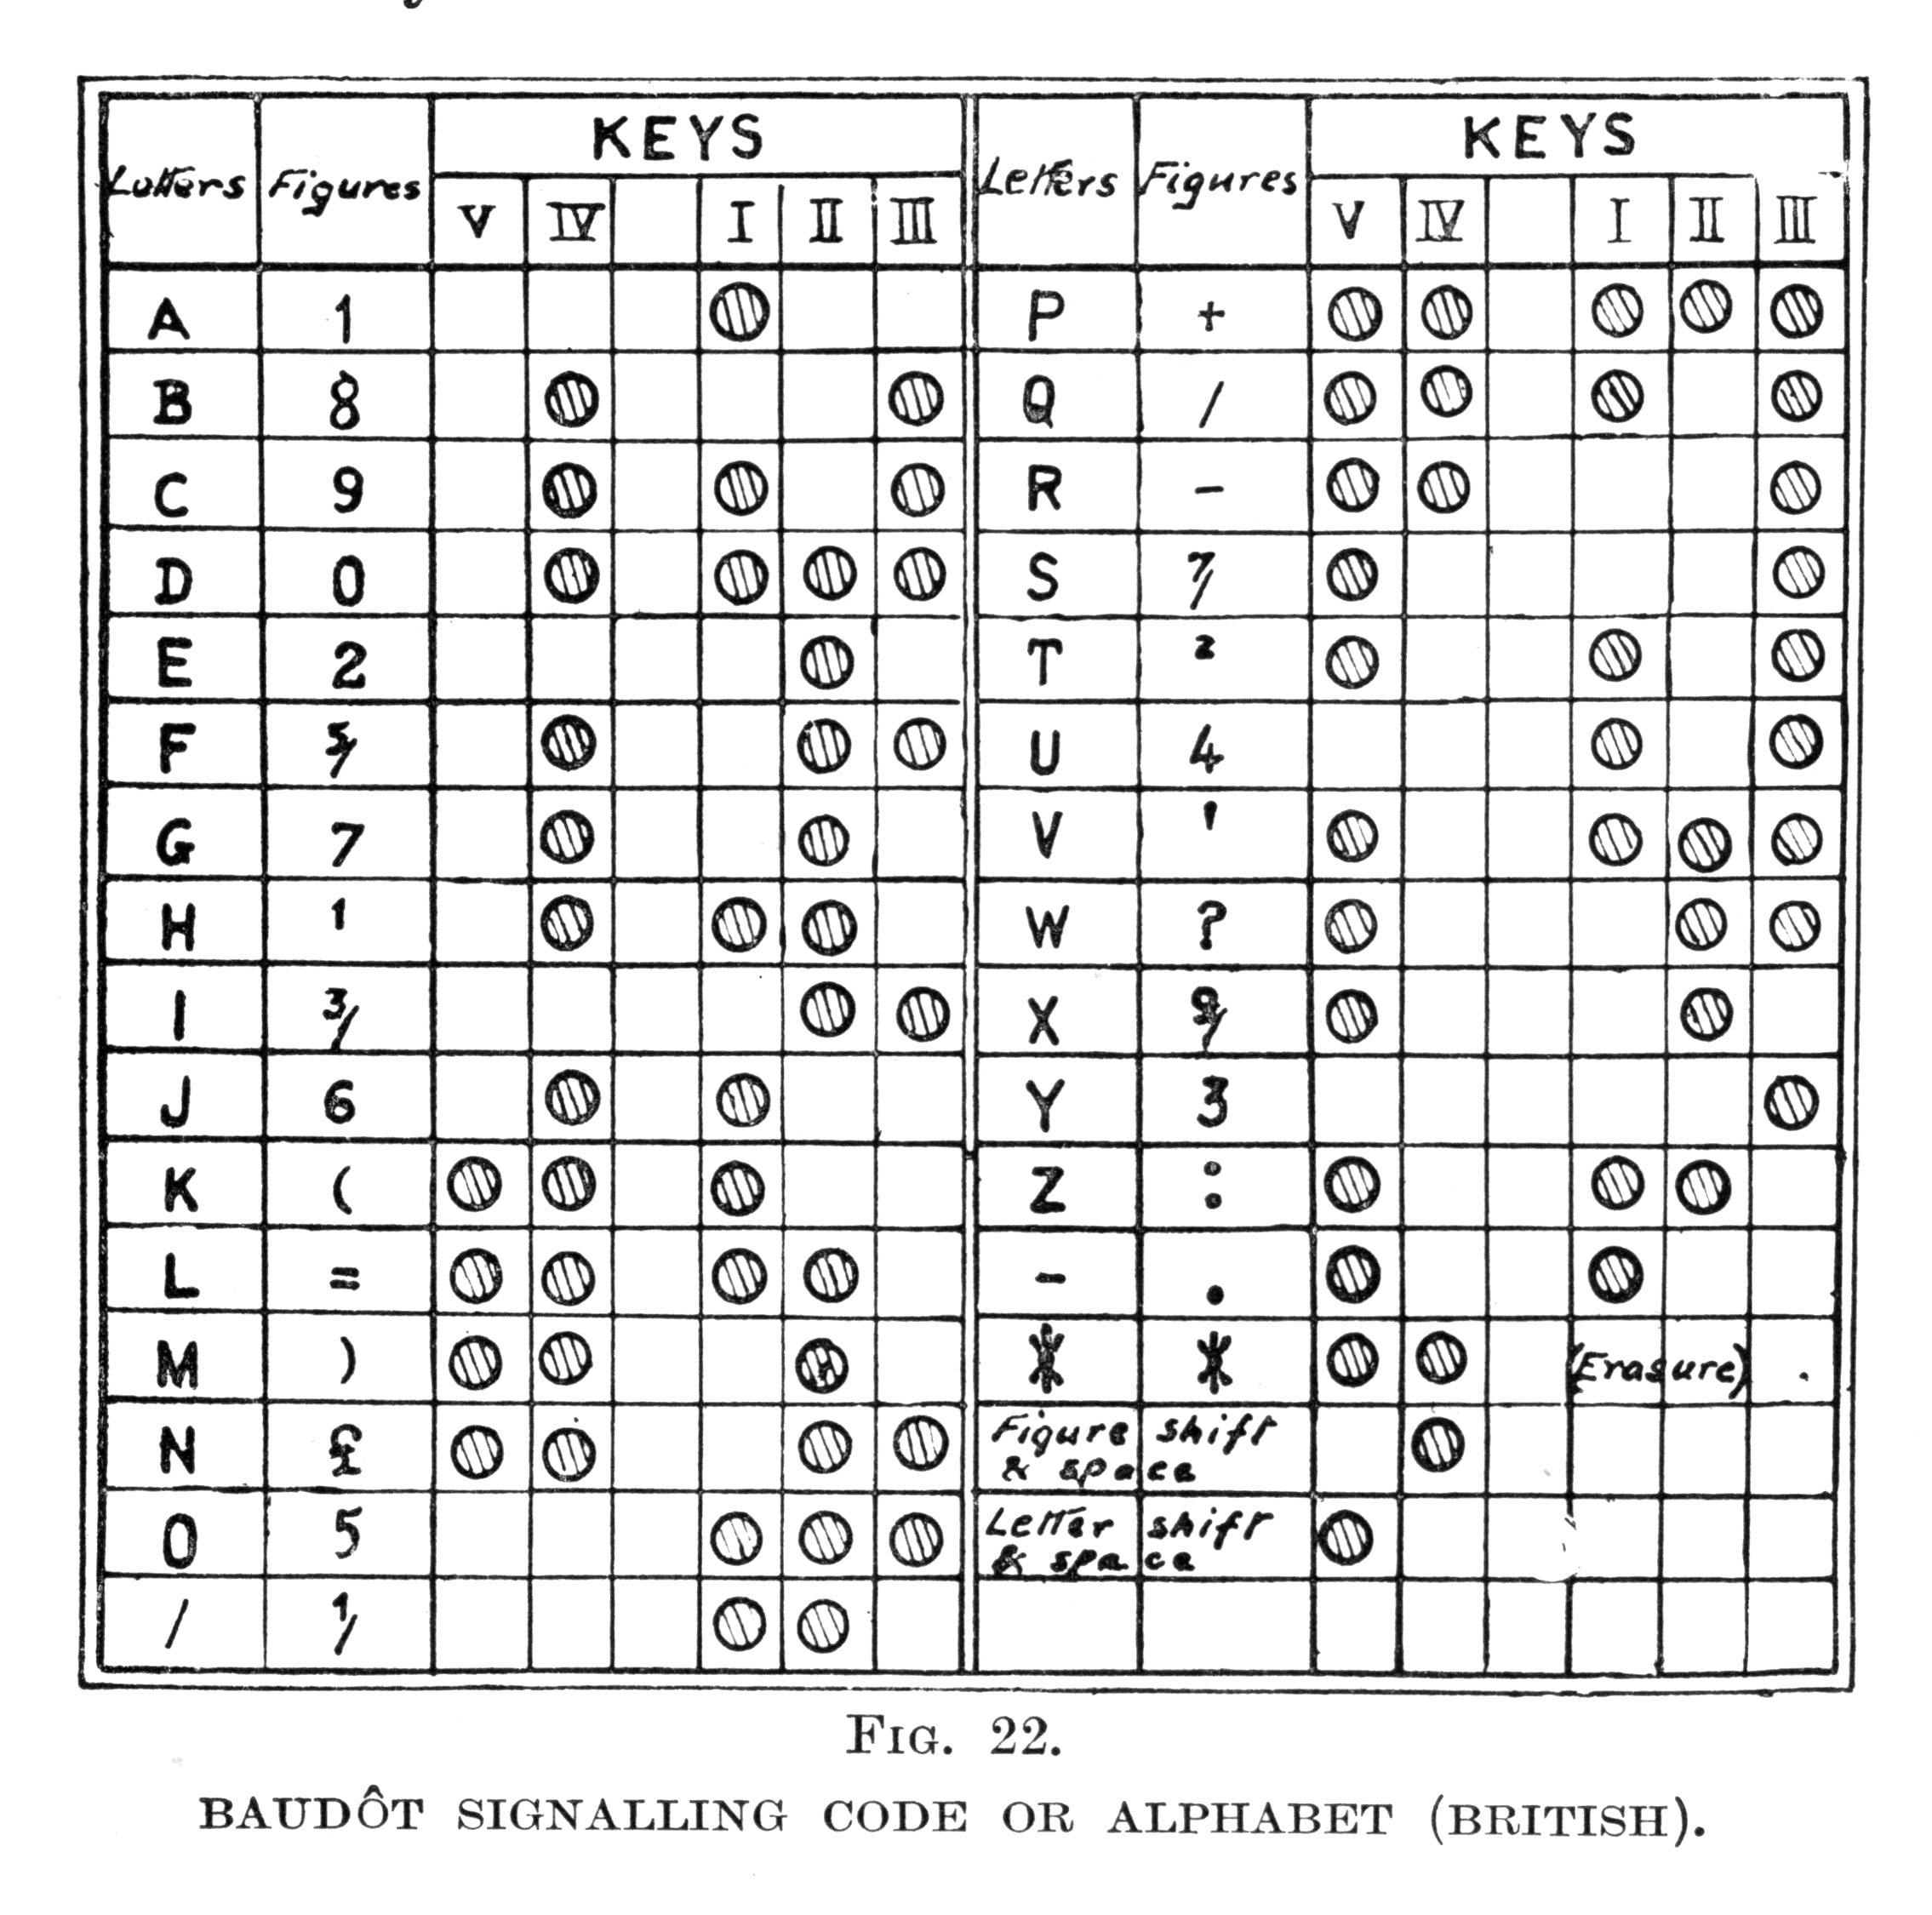 KEYS KEYS
Letters Figures Letters Figures
V IV I II III V IV I II III
A 1 P +
B 8 Q /
C 9 R -
D 0 S 7/
E 2 T ²
F 5/ U 4
G 7 V '
H ¹ W ?
I 3/ X 9/
J 6 Y 3
K ( Z :
L = - .
M ) * * (Erasure) .
N £ Figure shift
& space
O 5 Letter shift
& space
/ 1/
FIG. 22.
BAUDÔT SIGNALLING CODE OR ALPHABET (BRITISH).